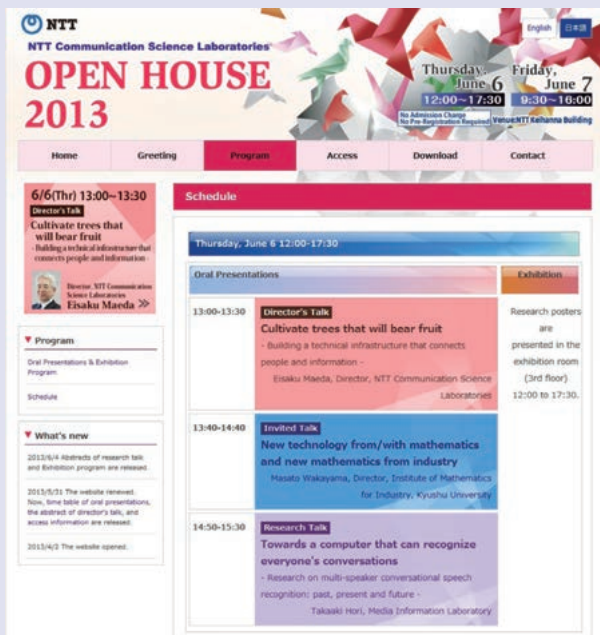 NTT
English 日本語
NTT Communication Science Laboratories
OPEN HOUSE
2013
Thursday, June 6
12:00~17:30
Friday, June 7
9:30~16:00
No Admission Charge
No Pre-Registration Required
Venue:NTT Keihanna Building
Home Greeting Program Access Download Contact
6/6(Thr) 13:00~13:30
Director's Talk
Cultivate trees that
will bear fruit
- Building a technical infrastructure that
connects people and information -
Director, NTT Communication
Science Laboratories
Eisaku Maeda >>
Program
Oral Presentations & Exhibition
Program
Schedule
What's new
2013/6/4 Abstracts of research talk
and Exhibition program are released.
2013/5/31 The website renewed.
Now, time table of oral presentations,
the abstract of director's talk, and
access information are released.
2013/4/2 The website opened.
Schedule
Thursday, June 6 12:00-17:30
Oral Presentations
Exhibition
13:00-13:30
Director's Talk
Cultivate trees that will bear fruit
- Building a technical infrastructure that connects
people and information -
Eisaku Maeda, Director, NTT Communication Science
Laboratories
Research posters
are
presented in the
exhibition room
(3rd floor)
12:00 to 17:30.
13:40-14:40
Invited Talk
New technology from/with mathematics
and new mathematics from industry
Masato Wakayama, Director, Institute of Mathematics
for Industry, Kyushu University
14:50-15:30
Research Talk
Towards a computer that can recognize
everyone's conversations
- Research on multi-speaker conversational speech
recognition: past, present and future -
Takaaki Hori, Media Information Laboratory